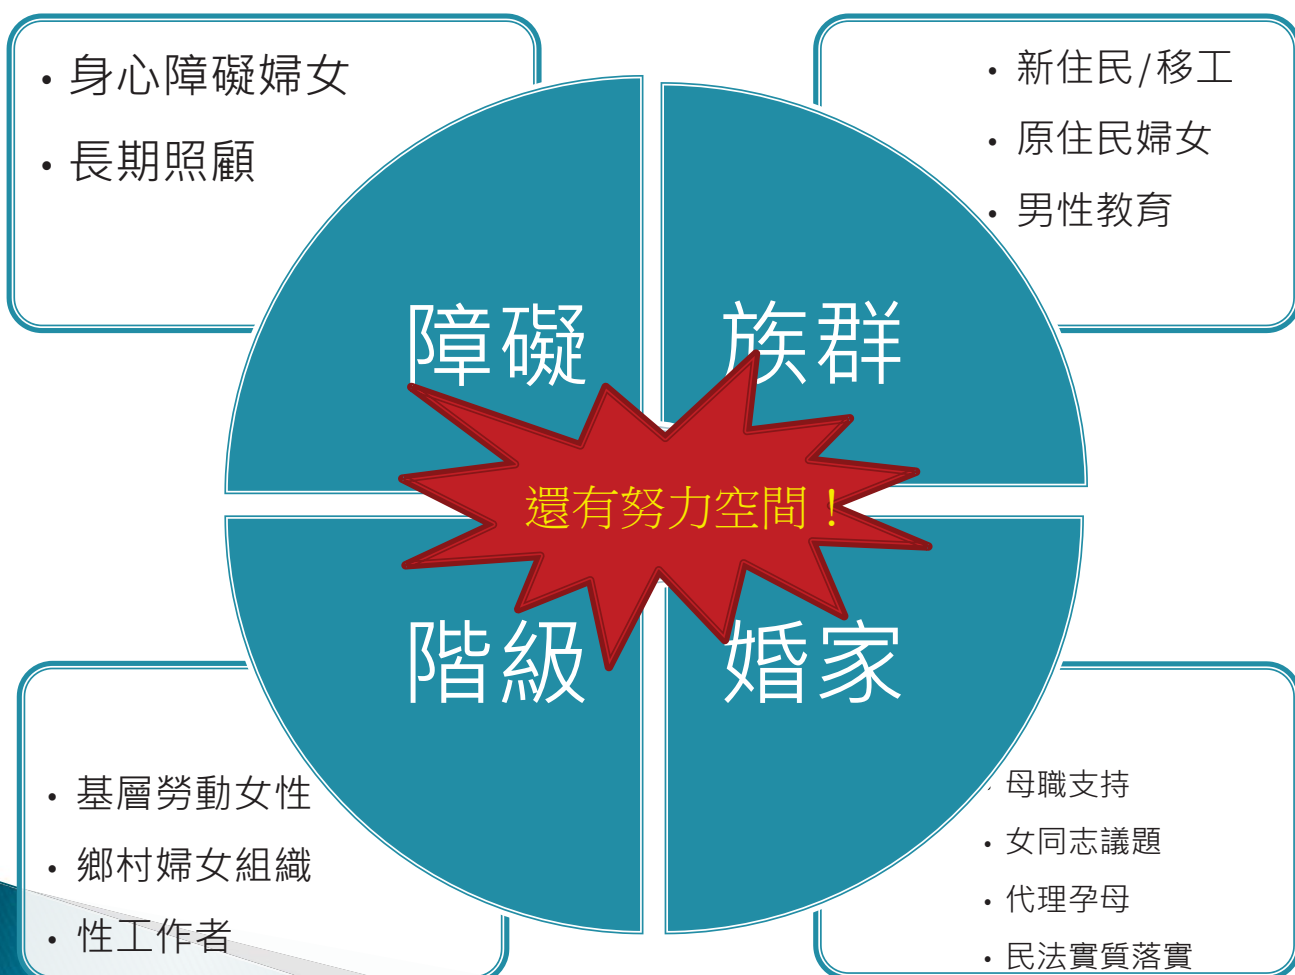 • 身心障礙婦女
• 長期照顧
• 新住民/移工
• 原住民婦女
• 男性教育
障礙
族群
還有努力空間！
階級
婚家
• 基層勞動女性
• 鄉村婦女組織
• 性工作者
• 母職支持
• 女同志議題
• 代理孕母
• 民法實質落實